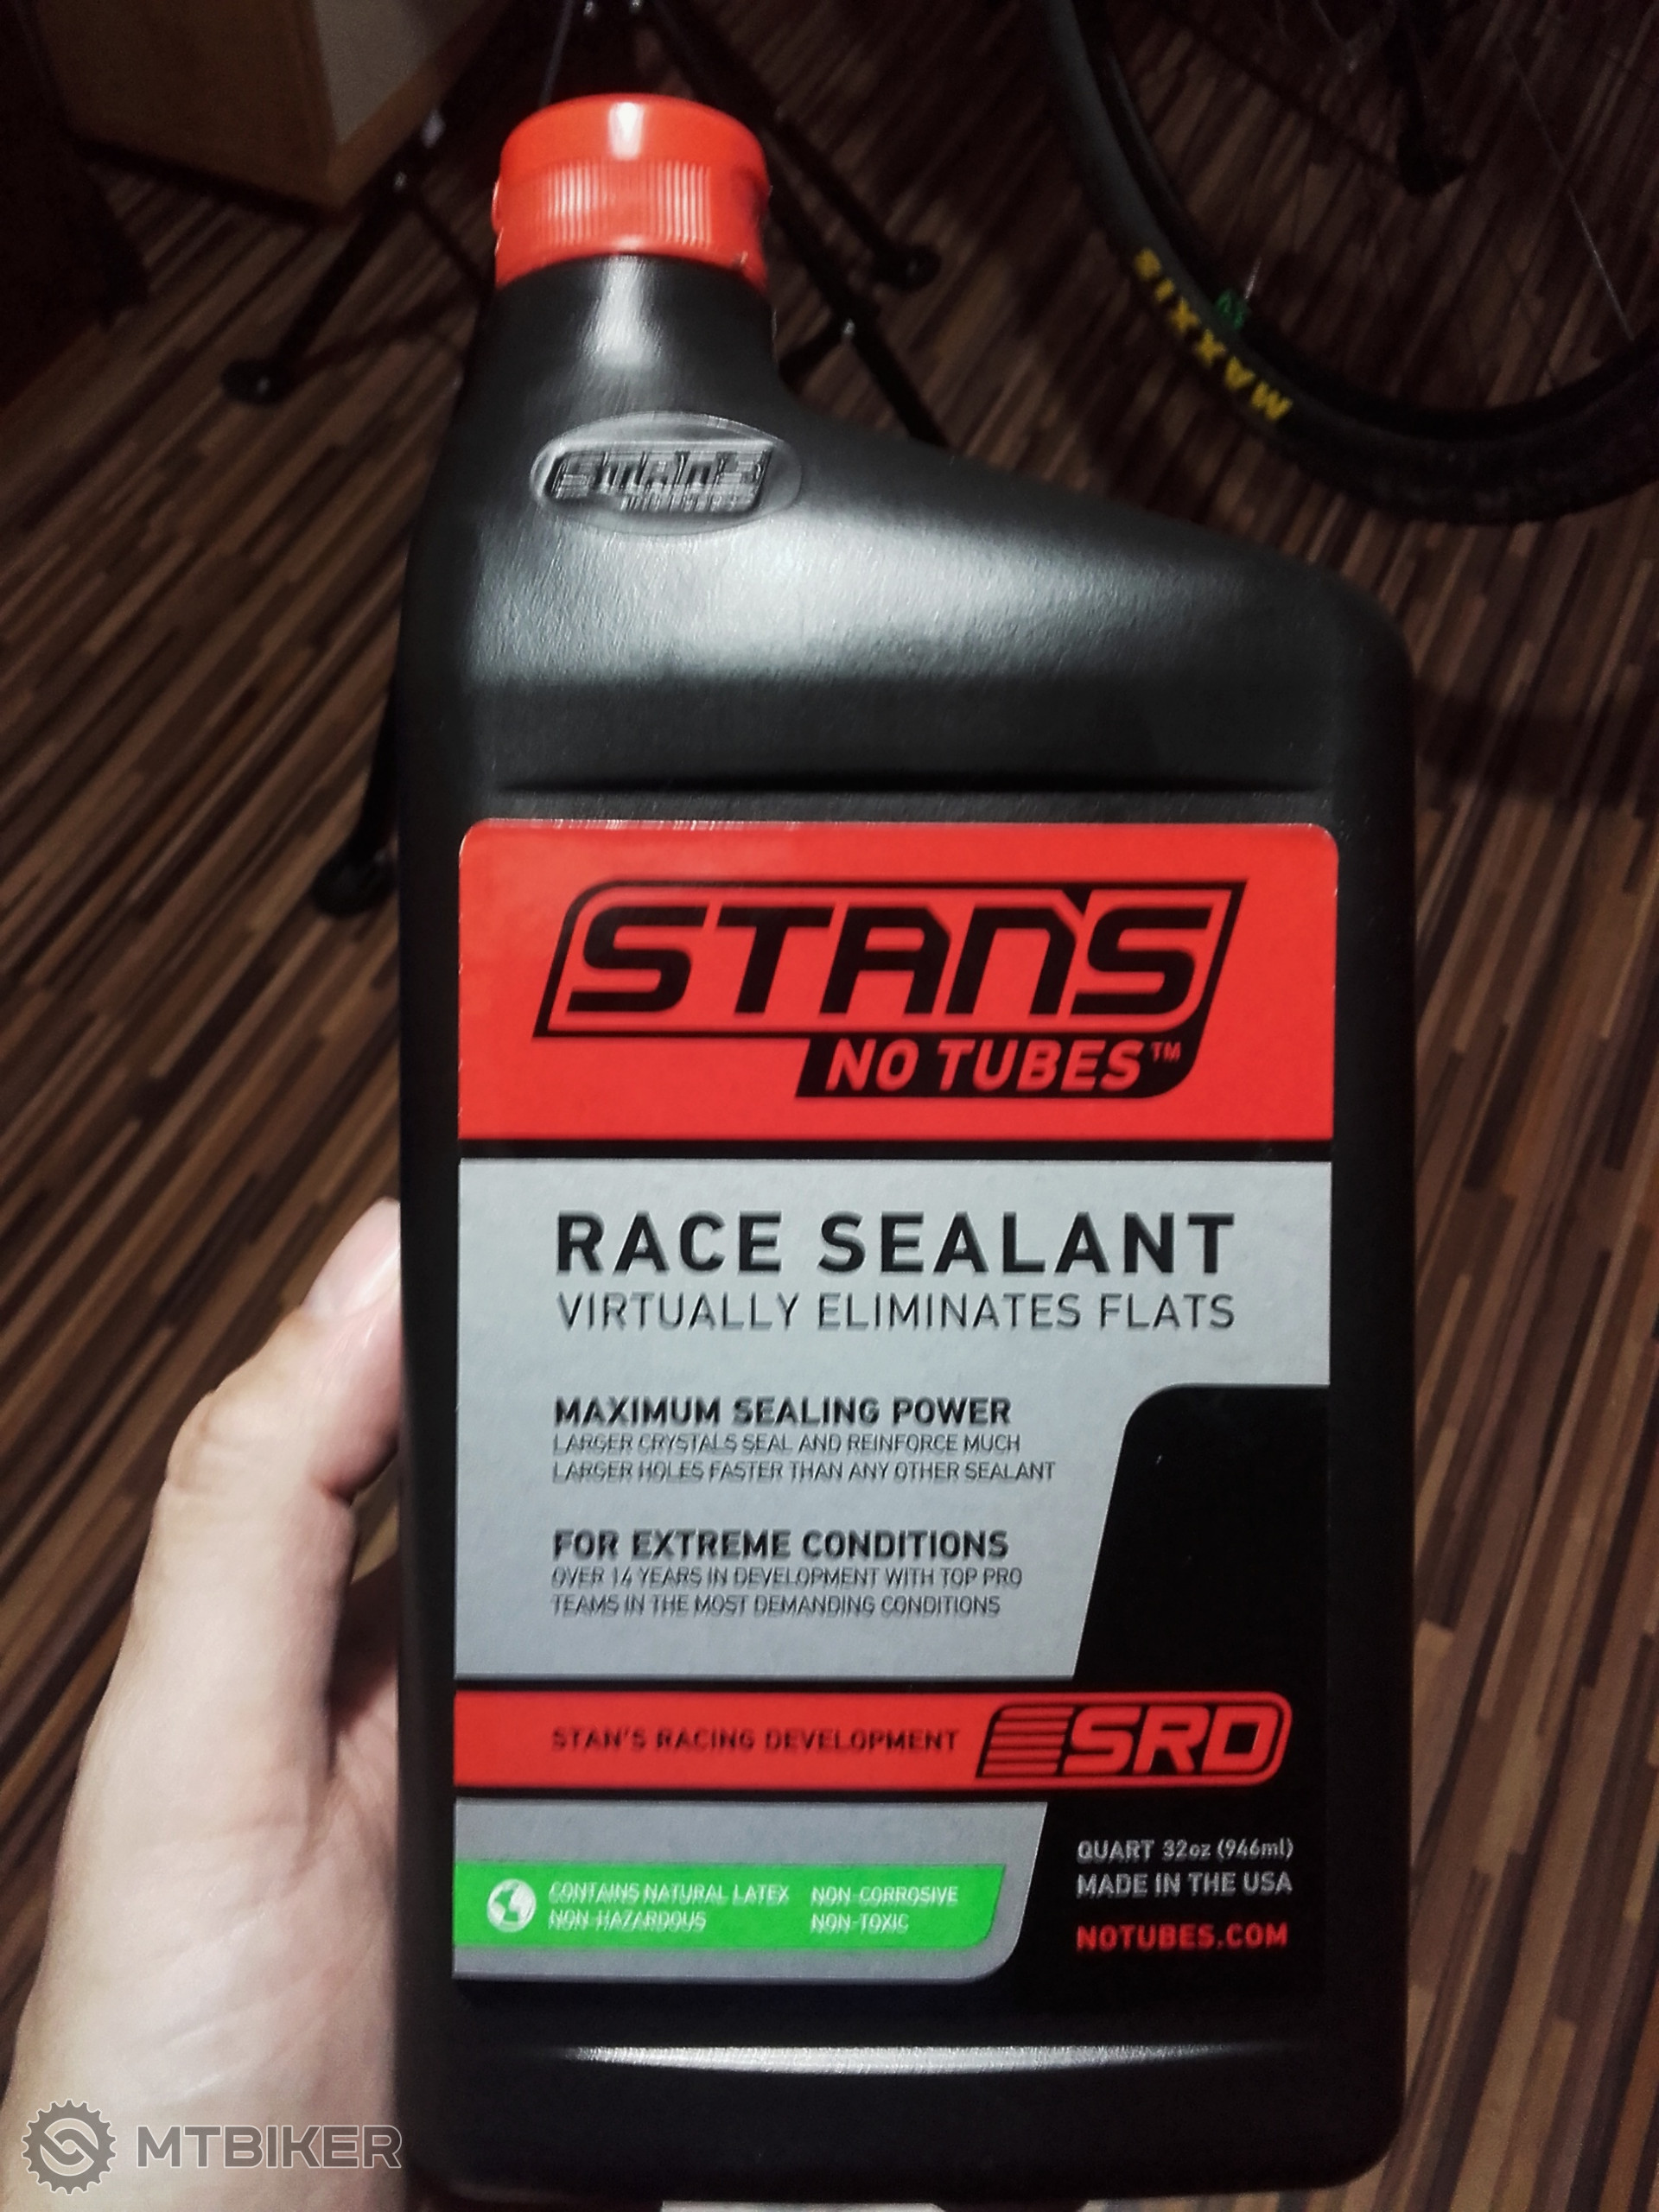 MAXXIS
STAN'S
STAN'S
NO TUBES™
RACE SEALANT
VIRTUALLY ELIMINATES FLATS
MAXIMUM SEALING POWER
LARGER CRYSTALS SEAL AND REINFORCE MUCH
LARGER HOLES FASTER THAN ANY OTHER SEALANT
FOR EXTREME CONDITIONS
OVER 14 YEARS IN DEVELOPMENT WITH TOP PRO
TEAMS IN THE MOST DEMANDING CONDITIONS
STAN'S RACING DEVELOPMENT SRD
QUART 32oz (946ml)
MADE IN THE USA
NOTUBES.COM
CONTAINS NATURAL LATEX NON-CORROSIVE
NON-HAZARDOUS NON-TOXIC
MTBIKER